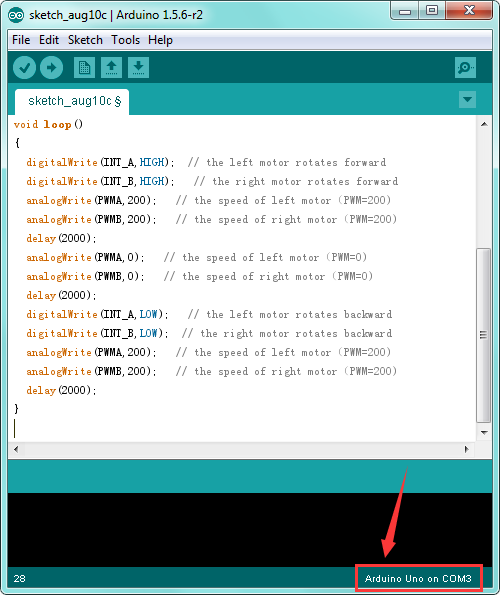 sketch_aug10c | Arduino 1.5.6-r2
File Edit Sketch Tools Help
sketch_aug10c §
void loop()
{
digitalWrite(INT_A,HIGH);  // the left motor rotates forward
digitalWrite(INT_B,HIGH);   // the right motor rotates forward
analogWrite(PWMA,200);   // the speed of left motor (PWM=200)
analogWrite(PWMB,200);   // the speed of right motor (PWM=200)
delay(2000);
analogWrite(PWMA,0);   // the speed of left motor (PWM=0)
analogWrite(PWMB,0);   // the speed of right motor (PWM=0)
delay(2000);
digitalWrite(INT_A,LOW);   // the left motor rotates backward
digitalWrite(INT_B,LOW);  // the right motor rotates backward
analogWrite(PWMA,200);   // the speed of left motor (PWM=200)
analogWrite(PWMB,200);   // the speed of right motor (PWM=200)
delay(2000);
}
28
Arduino Uno on COM3